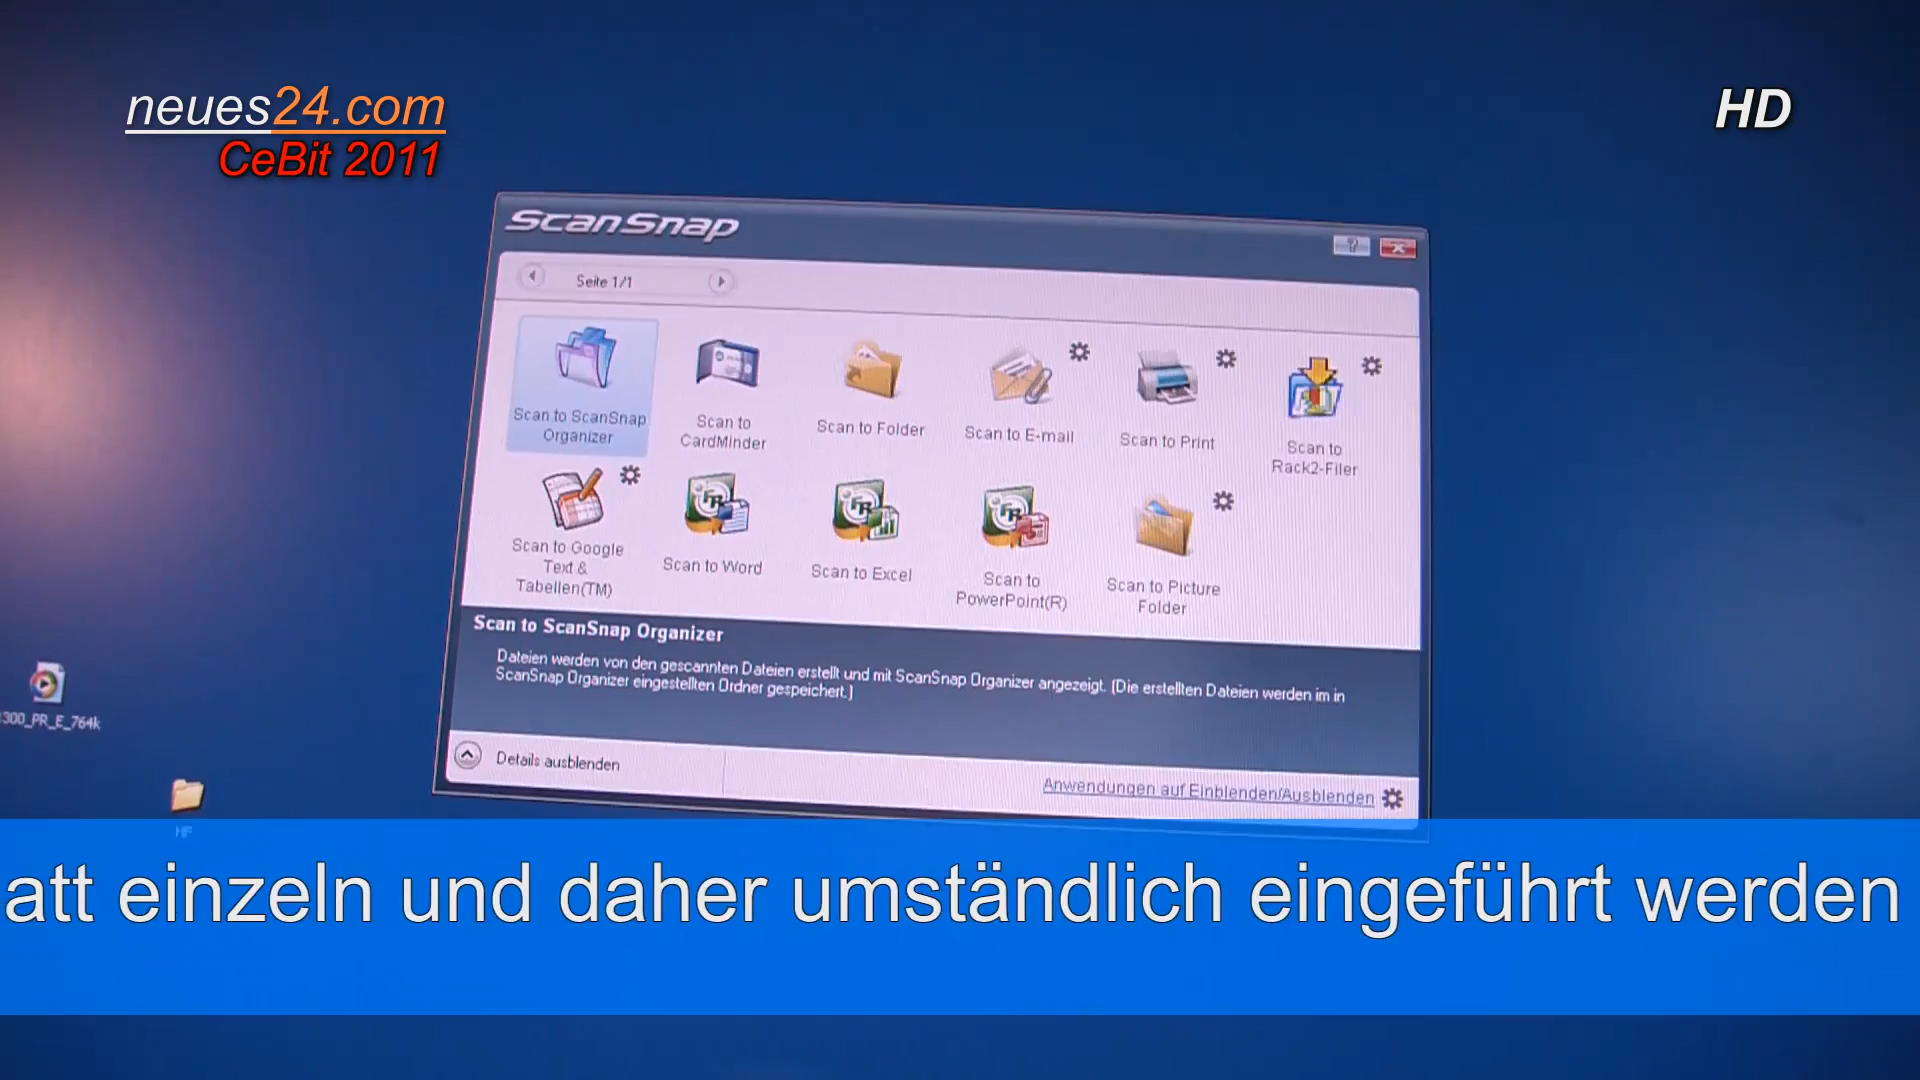 neues24.com
CeBit 2011
HD
ScanSnap
?
Seite 1/1
Scan to ScanSnap
Organizer
Scan to
CardMinder
Scan to Folder
Scan to E-mail
Scan to Print
Scan to
Rack2-Filer
Scan to Google
Text &
Tabellen(TM)
Scan to Word
Scan to Excel
Scan to
PowerPoint(R)
Scan to Picture
Folder
Scan to ScanSnap Organizer
Dateien werden von den gescannten Dateien erstellt und mit ScanSnap Organizer angezeigt. (Die erstellten Dateien werden im in
ScanSnap Organizer eingestellten Ordner gespeichert.)
Details ausblenden
Anwendungen auf Einblenden/Ausblenden
300_PR_E_764k
HF
att einzeln und daher umständlich eingeführt werden